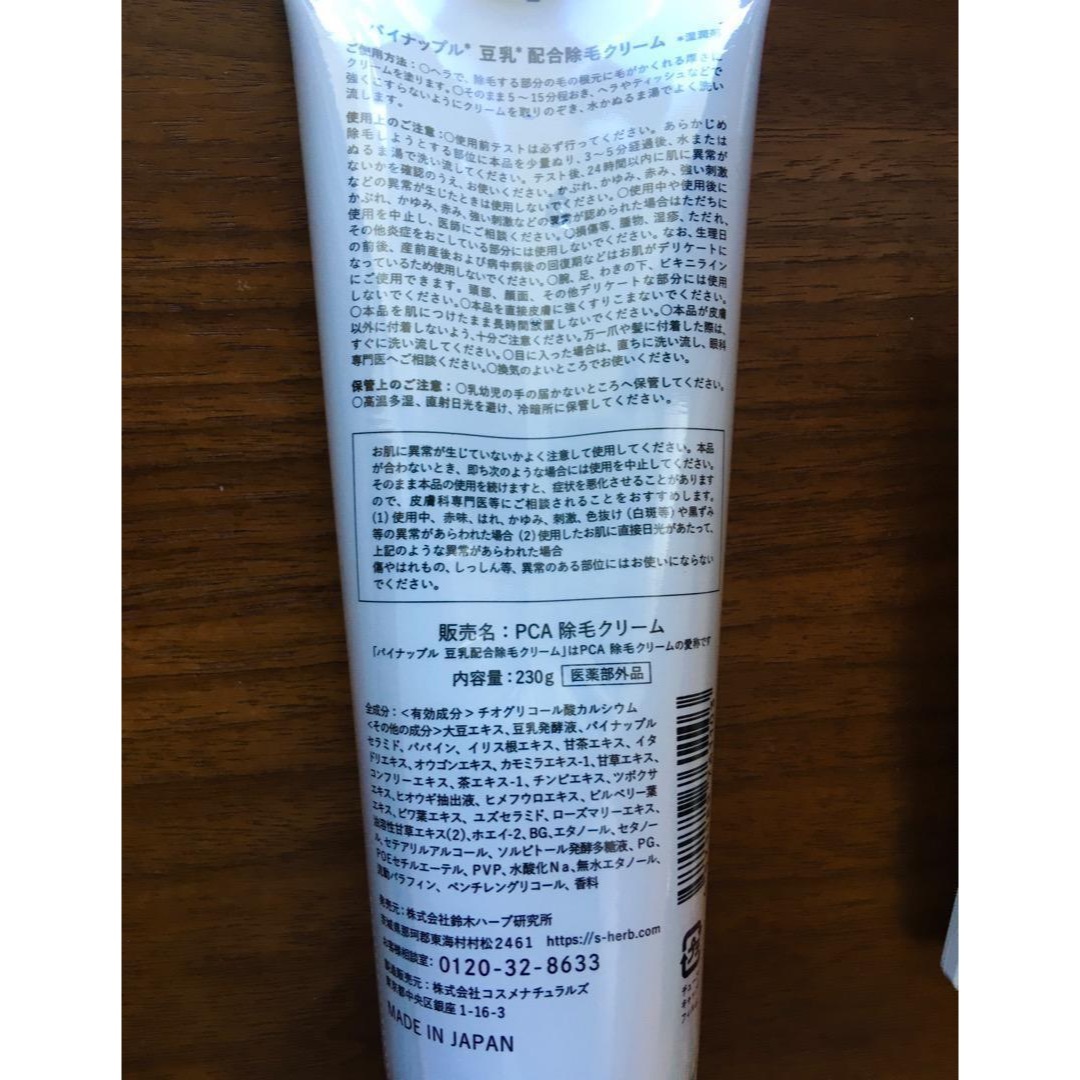 パイナップル* 豆乳* 配合除毛クリーム *湿潤剤
ご使用方法:○ヘラで、除毛する部分の毛の根元に毛がかくれる厚さに
クリームを塗ります。○そのまま5〜15分程おき、ヘラやティッシュなどで
強くこすらないようにクリームを取りのぞき、水かぬるま湯でよく洗い
流します。
使用上のご注意:○使用前テストは必ず行ってください。あらかじめ
除毛しようとする部位に本品を少量ぬり、3〜5分経過後、水または
ぬるま湯で洗い流してください。テスト後、24時間以内に肌に異常が
ないかを確認のうえ、お使いください。かぶれ、かゆみ、赤み、強い刺激
などの異常が生じたときは使用しないでください。○使用中や使用後に
かぶれ、かゆみ、赤み、強い刺激などの異常が認められた場合はただちに
使用を中止し、医師にご相談ください。○損傷等、腫物、湿疹、ただれ、
その他炎症をおこしている部分には使用しないでください。なお、生理日
の前後、産前産後および病中病後の回復期などはお肌がデリケートに
なっているため使用しないでください。○腕、足、わきの下、ビキニライン
にご使用できます。頭部、顔面、その他デリケートな部分には使用
しないでください。○本品を直接皮膚に強くすりこまないでください。
○本品を肌につけたまま長時間放置しないでください。○本品が皮膚
以外に付着しないよう、十分ご注意ください。万一爪や髪に付着した際は、
すぐに洗い流してください。○目に入った場合は、直ちに洗い流し、眼科
専門医へご相談ください。○換気のよいところでお使いください。
保管上のご注意:○乳幼児の手の届かないところへ保管してください。
○高温多湿、直射日光を避け、冷暗所に保管してください。
お肌に異常が生じていないかよく注意して使用してください。本品
が合わないとき、即ち次のような場合には使用を中止してください。
そのまま本品の使用を続けますと、症状を悪化させることがあります
ので、皮膚科専門医等にご相談されることをおすすめします。
(1)使用中、赤味、はれ、かゆみ、刺激、色抜け(白斑等)や黒ずみ
等の異常があらわれた場合 (2)使用したお肌に直接日光があたって、
上記のような異常があらわれた場合
傷やはれもの、しっしん等、異常のある部位にはお使いにならない
でください。
販売名:PCA 除毛クリーム
「パイナップル 豆乳配合除毛クリーム」はPCA 除毛クリームの愛称です
内容量:230g 医薬部外品
全成分:<有効成分>チオグリコール酸カルシウム
<その他の成分>大豆エキス、豆乳発酵液、パイナップル
セラミド、パパイン、イリス根エキス、甘茶エキス、イタ
ドリエキス、オウゴンエキス、カモミラエキス-1、甘草エキス、
コンフリーエキス、茶エキス-1、チンピエキス、ツボクサ
エキス、ヒオウギ抽出液、ヒメフウロエキス、ビルベリー葉
エキス、ビワ葉エキス、ユズセラミド、ローズマリーエキス、
油溶性甘草エキス(2)、ホエイ-2、BG、エタノール、セタノー
ル、セテアリルアルコール、ソルビトール発酵多糖液、PG、
POEセチルエーテル、PVP、水酸化Na、無水エタノール、
流動パラフィン、ペンチレングリコール、香料
発売元:株式会社鈴木ハーブ研究所
茨城県那珂郡東海村村松2461 https://s-herb.com
お客様相談室:0120-32-8633
製造販売元:株式会社コスメナチュラルズ
東京都中央区銀座1-16-3
MADE IN JAPAN